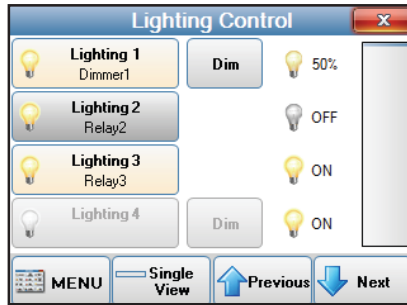 Lighting Control
x
Lighting 1
Dimmer1
Dim
50%
Lighting 2
Relay2
OFF
Lighting 3
Relay3
ON
Lighting 4
Dim
ON
MENU
Single
View
Previous
Next